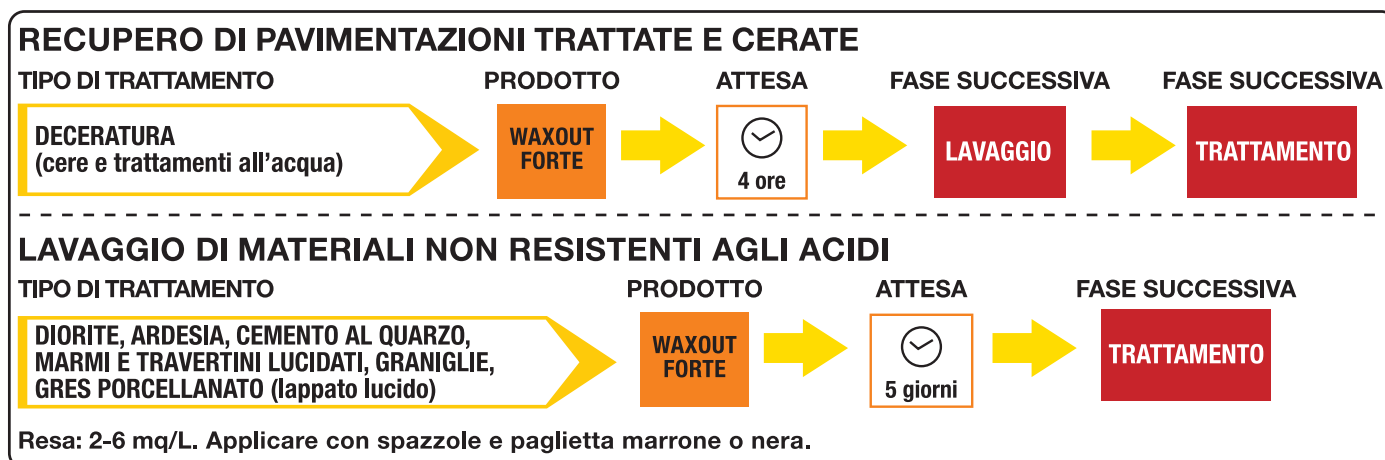 RECUPERO DI PAVIMENTAZIONI TRATTATE E CERATE
TIPO DI TRATTAMENTO PRODOTTO ATTESA FASE SUCCESSIVA FASE SUCCESSIVA
DECERATURA
(cere e trattamenti all'acqua)
WAXOUT
FORTE
4 ore
LAVAGGIO
TRATTAMENTO
LAVAGGIO DI MATERIALI NON RESISTENTI AGLI ACIDI
TIPO DI TRATTAMENTO PRODOTTO ATTESA FASE SUCCESSIVA
DIORITE, ARDESIA, CEMENTO AL QUARZO,
MARMI E TRAVERTINI LUCIDATI, GRANIGLIE,
GRES PORCELLANATO (lappato lucido)
WAXOUT
FORTE
5 giorni
TRATTAMENTO
Resa: 2-6 mq/L. Applicare con spazzole e paglietta marrone o nera.